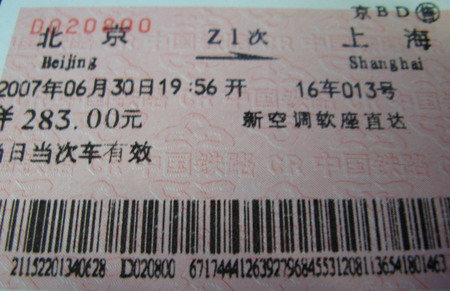 D020800 京BD售
北京 Z1次 上海
Beijing Shanghai
2007年06月30日19:56开 16车013号
￥283.00元 新空调软座直达
当日当次车有效
中国铁路 CR 中国铁路 CR
21152201340628 D020800 6717444126392796845531208113654180146